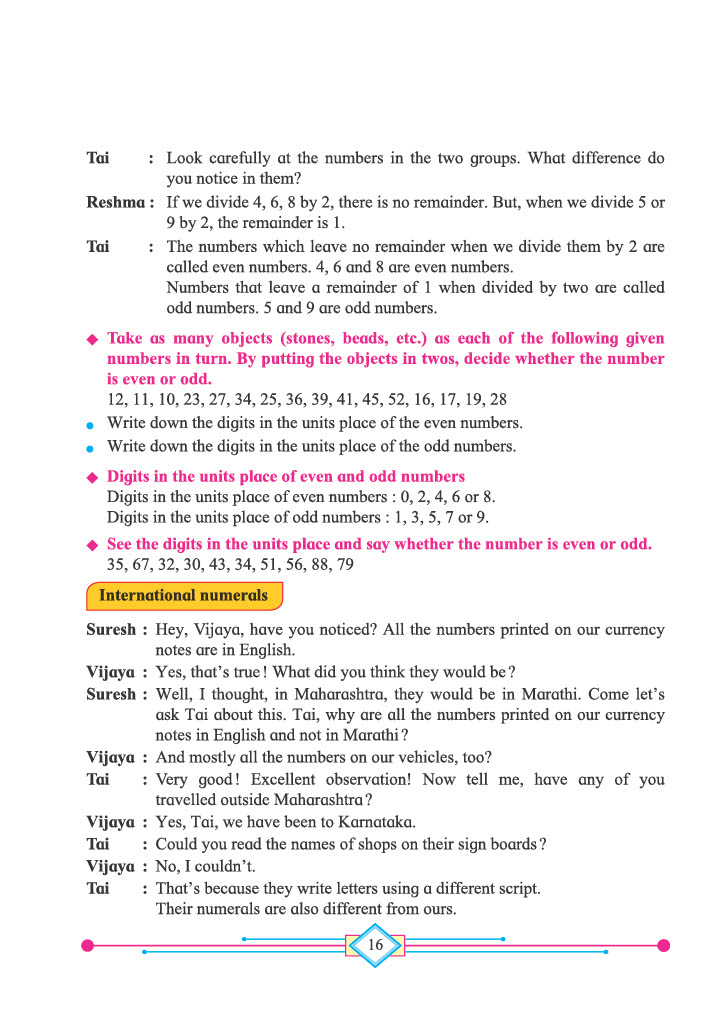 Tai : Look carefully at the numbers in the two groups. What difference do
you notice in them?
Reshma : If we divide 4, 6, 8 by 2, there is no remainder. But, when we divide 5 or
9 by 2, the remainder is 1.
Tai : The numbers which leave no remainder when we divide them by 2 are
called even numbers. 4, 6 and 8 are even numbers.
Numbers that leave a remainder of 1 when divided by two are called
odd numbers. 5 and 9 are odd numbers.
◆ Take as many objects (stones, beads, etc.) as each of the following given
numbers in turn. By putting the objects in twos, decide whether the number
is even or odd.
12, 11, 10, 23, 27, 34, 25, 36, 39, 41, 45, 52, 16, 17, 19, 28
● Write down the digits in the units place of the even numbers.
● Write down the digits in the units place of the odd numbers.
◆ Digits in the units place of even and odd numbers
Digits in the units place of even numbers : 0, 2, 4, 6 or 8.
Digits in the units place of odd numbers : 1, 3, 5, 7 or 9.
◆ See the digits in the units place and say whether the number is even or odd.
35, 67, 32, 30, 43, 34, 51, 56, 88, 79
International numerals
Suresh : Hey, Vijaya, have you noticed? All the numbers printed on our currency
notes are in English.
Vijaya : Yes, that's true! What did you think they would be?
Suresh : Well, I thought, in Maharashtra, they would be in Marathi. Come let's
ask Tai about this. Tai, why are all the numbers printed on our currency
notes in English and not in Marathi?
Vijaya : And mostly all the numbers on our vehicles, too?
Tai : Very good! Excellent observation! Now tell me, have any of you
travelled outside Maharashtra?
Vijaya : Yes, Tai, we have been to Karnataka.
Tai : Could you read the names of shops on their sign boards?
Vijaya : No, I couldn't.
Tai : That's because they write letters using a different script.
Their numerals are also different from ours.
16